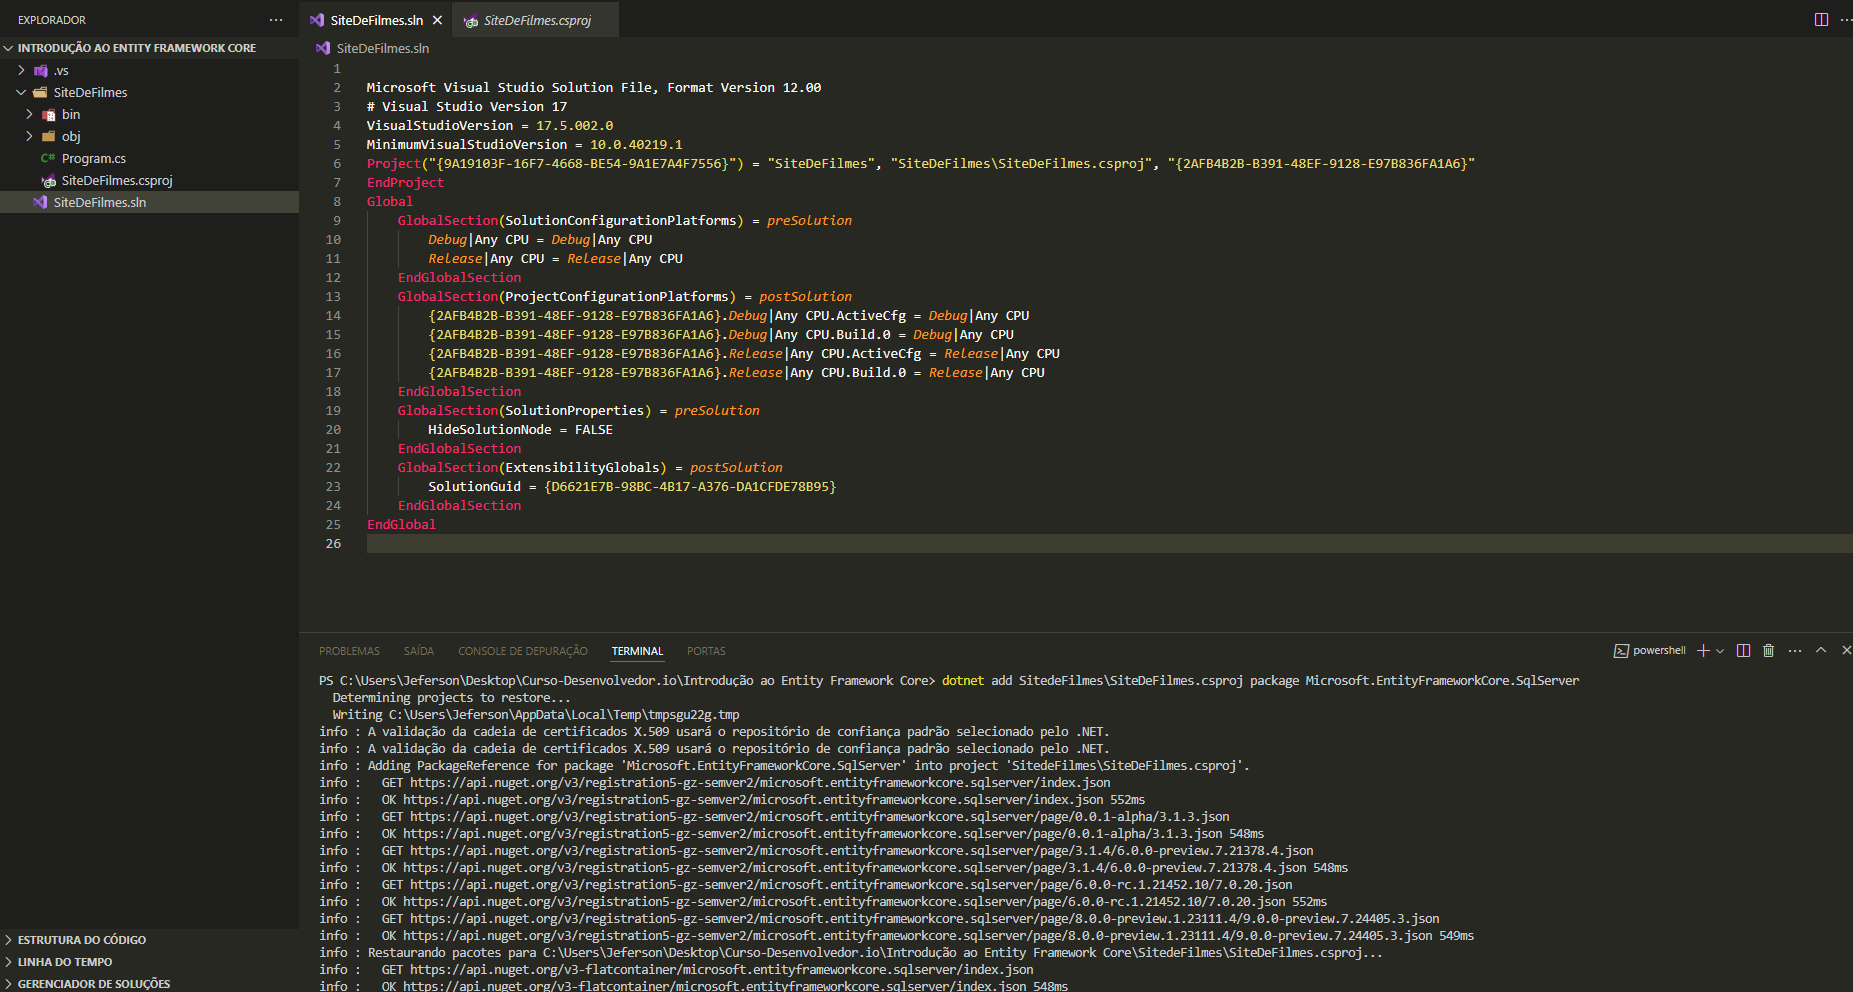 EXPLORADOR
INTRODUÇÃO AO ENTITY FRAMEWORK CORE
.vs
SiteDeFilmes
bin
obj
C# Program.cs
SiteDeFilmes.csproj
SiteDeFilmes.sln
SiteDeFilmes.sln
SiteDeFilmes.csproj
SiteDeFilmes.sln
1
2 Microsoft Visual Studio Solution File, Format Version 12.00
3 # Visual Studio Version 17
4 VisualStudioVersion = 17.5.002.0
5 MinimumVisualStudioVersion = 10.0.40219.1
6 Project("{9A19103F-16F7-4668-BE54-9A1E7A4F7556}") = "SiteDeFilmes", "SiteDeFilmes\SiteDeFilmes.csproj", "{2AFB4B2B-B391-48EF-9128-E97B836FA1A6}"
7 EndProject
8 Global
9 GlobalSection(SolutionConfigurationPlatforms) = preSolution
10 Debug|Any CPU = Debug|Any CPU
11 Release|Any CPU = Release|Any CPU
12 EndGlobalSection
13 GlobalSection(ProjectConfigurationPlatforms) = postSolution
14 {2AFB4B2B-B391-48EF-9128-E97B836FA1A6}.Debug|Any CPU.ActiveCfg = Debug|Any CPU
15 {2AFB4B2B-B391-48EF-9128-E97B836FA1A6}.Debug|Any CPU.Build.0 = Debug|Any CPU
16 {2AFB4B2B-B391-48EF-9128-E97B836FA1A6}.Release|Any CPU.ActiveCfg = Release|Any CPU
17 {2AFB4B2B-B391-48EF-9128-E97B836FA1A6}.Release|Any CPU.Build.0 = Release|Any CPU
18 EndGlobalSection
19 GlobalSection(SolutionProperties) = preSolution
20 HideSolutionNode = FALSE
21 EndGlobalSection
22 GlobalSection(ExtensibilityGlobals) = postSolution
23 SolutionGuid = {D6621E7B-98BC-4B17-A376-DA1CFDE78B95}
24 EndGlobalSection
25 EndGlobal
26
PROBLEMAS SAÍDA CONSOLE DE DEPURAÇÃO TERMINAL PORTAS powershell
PS C:\Users\Jeferson\Desktop\Curso-Desenvolvedor.io\Introdução ao Entity Framework Core> dotnet add SitedeFilmes\SiteDeFilmes.csproj package Microsoft.EntityFrameworkCore.SqlServer
Determining projects to restore...
Writing C:\Users\Jeferson\AppData\Local\Temp\tmpsgu22g.tmp
info : A validação da cadeia de certificados X.509 usará o repositório de confiança padrão selecionado pelo .NET.
info : A validação da cadeia de certificados X.509 usará o repositório de confiança padrão selecionado pelo .NET.
info : Adding PackageReference for package 'Microsoft.EntityFrameworkCore.SqlServer' into project 'SitedeFilmes\SiteDeFilmes.csproj'.
info : GET https://api.nuget.org/v3/registration5-gz-semver2/microsoft.entityframeworkcore.sqlserver/index.json
info : OK https://api.nuget.org/v3/registration5-gz-semver2/microsoft.entityframeworkcore.sqlserver/index.json 552ms
info : GET https://api.nuget.org/v3/registration5-gz-semver2/microsoft.entityframeworkcore.sqlserver/page/0.0.1-alpha/3.1.3.json
info : OK https://api.nuget.org/v3/registration5-gz-semver2/microsoft.entityframeworkcore.sqlserver/page/0.0.1-alpha/3.1.3.json 548ms
info : GET https://api.nuget.org/v3/registration5-gz-semver2/microsoft.entityframeworkcore.sqlserver/page/3.1.4/6.0.0-preview.7.21378.4.json
info : OK https://api.nuget.org/v3/registration5-gz-semver2/microsoft.entityframeworkcore.sqlserver/page/3.1.4/6.0.0-preview.7.21378.4.json 548ms
info : GET https://api.nuget.org/v3/registration5-gz-semver2/microsoft.entityframeworkcore.sqlserver/page/6.0.0-rc.1.21452.10/7.0.20.json
info : OK https://api.nuget.org/v3/registration5-gz-semver2/microsoft.entityframeworkcore.sqlserver/page/6.0.0-rc.1.21452.10/7.0.20.json 552ms
info : GET https://api.nuget.org/v3/registration5-gz-semver2/microsoft.entityframeworkcore.sqlserver/page/8.0.0-preview.1.23111.4/9.0.0-preview.7.24405.3.json
info : OK https://api.nuget.org/v3/registration5-gz-semver2/microsoft.entityframeworkcore.sqlserver/page/8.0.0-preview.1.23111.4/9.0.0-preview.7.24405.3.json 549ms
info : Restaurando pacotes para C:\Users\Jeferson\Desktop\Curso-Desenvolvedor.io\Introdução ao Entity Framework Core\SitedeFilmes\SiteDeFilmes.csproj...
info : GET https://api.nuget.org/v3-flatcontainer/microsoft.entityframeworkcore.sqlserver/index.json
info : OK https://api.nuget.org/v3-flatcontainer/microsoft.entityframeworkcore.sqlserver/index.json 548ms
ESTRUTURA DO CÓDIGO
LINHA DO TEMPO
GERENCIADOR DE SOLUÇÕES